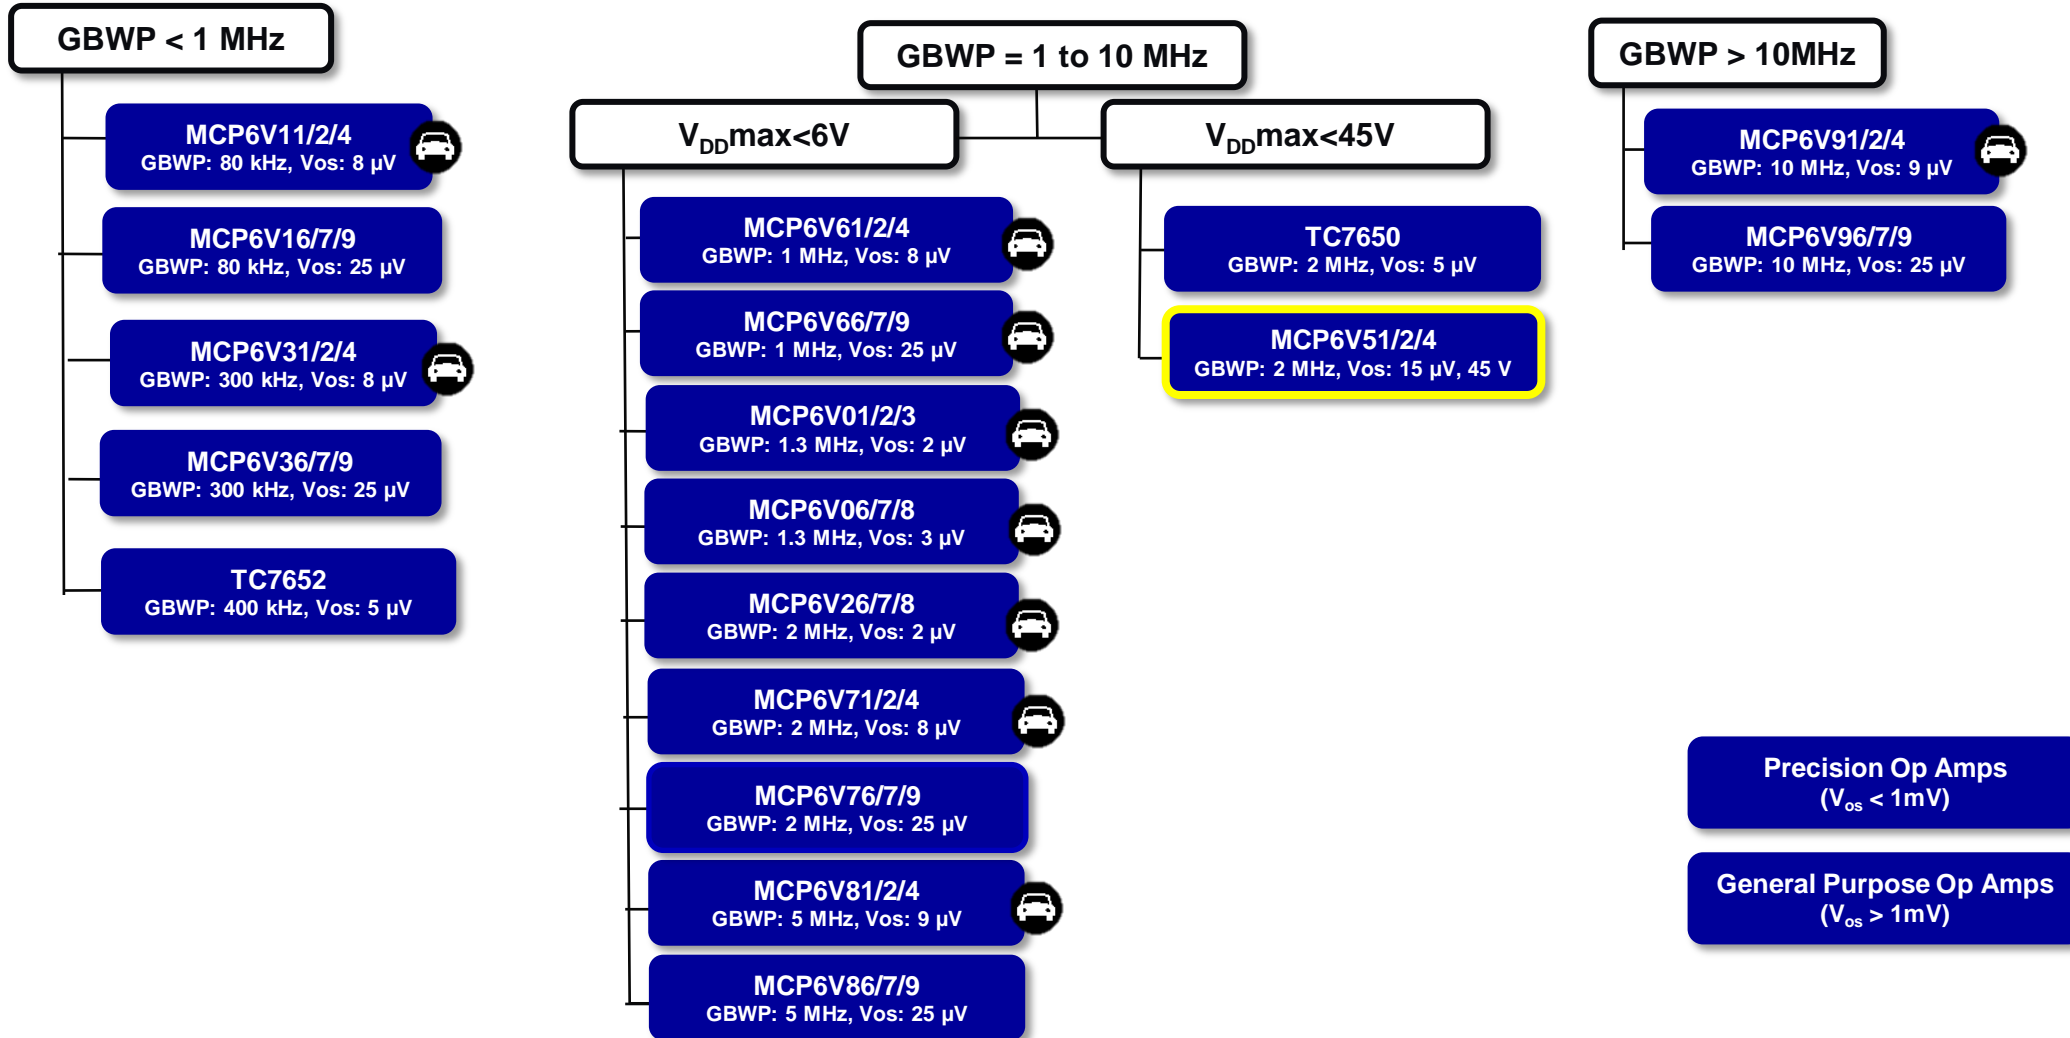 GBWP < 1 MHz
MCP6V11/2/4
GBWP: 80 kHz, Vos: 8 µV
MCP6V16/7/9
GBWP: 80 kHz, Vos: 25 µV
MCP6V31/2/4
GBWP: 300 kHz, Vos: 8 µV
MCP6V36/7/9
GBWP: 300 kHz, Vos: 25 µV
TC7652
GBWP: 400 kHz, Vos: 5 µV
GBWP = 1 to 10 MHz
VDDmax<6V
MCP6V61/2/4
GBWP: 1 MHz, Vos: 8 µV
MCP6V66/7/9
GBWP: 1 MHz, Vos: 25 µV
MCP6V01/2/3
GBWP: 1.3 MHz, Vos: 2 µV
MCP6V06/7/8
GBWP: 1.3 MHz, Vos: 3 µV
MCP6V26/7/8
GBWP: 2 MHz, Vos: 2 µV
MCP6V71/2/4
GBWP: 2 MHz, Vos: 8 µV
MCP6V76/7/9
GBWP: 2 MHz, Vos: 25 µV
MCP6V81/2/4
GBWP: 5 MHz, Vos: 9 µV
MCP6V86/7/9
GBWP: 5 MHz, Vos: 25 µV
VDDmax<45V
TC7650
GBWP: 2 MHz, Vos: 5 µV
MCP6V51/2/4
GBWP: 2 MHz, Vos: 15 µV, 45 V
GBWP > 10MHz
MCP6V91/2/4
GBWP: 10 MHz, Vos: 9 µV
MCP6V96/7/9
GBWP: 10 MHz, Vos: 25 µV
Precision Op Amps
(Vos < 1mV)
General Purpose Op Amps
(Vos > 1mV)